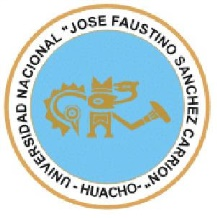 UNIVERSIDAD NACIONAL "JOSE FAUSTINO SANCHEZ CARRION"
- HUACHO -